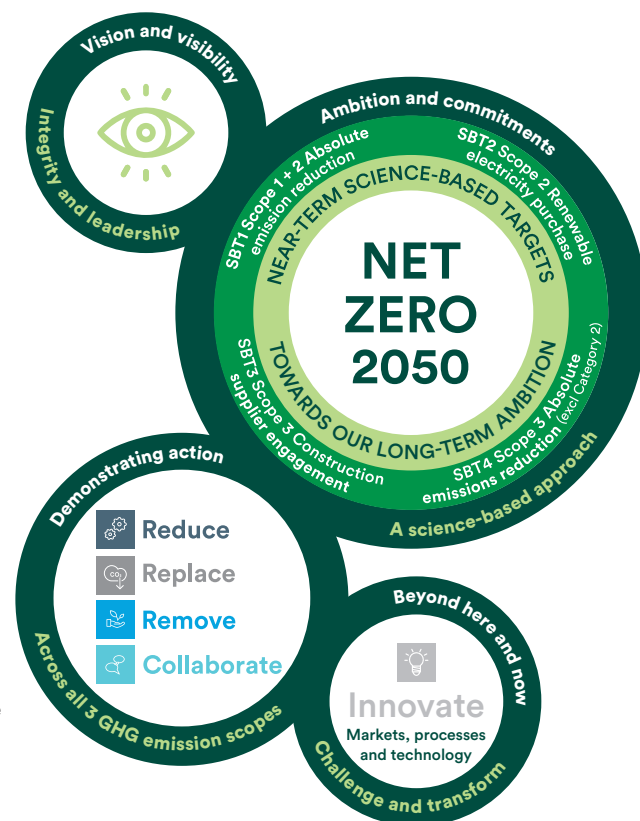 Vision and visibility
Integrity and leadership
Ambition and commitments
SBT1 Scope 1 + 2 Absolute
emission reduction
SBT2 Scope 2 Renewable
electricity purchase
NEAR-TERM SCIENCE-BASED TARGETS
NET
ZERO
2050
TOWARDS OUR LONG-TERM AMBITION
SBT3 Scope 3 Construction
supplier engagement
SBT4 Scope 3 Absolute
emissions reduction (excl Category 2)
A science-based approach
Demonstrating action
Reduce
CO₂
Replace
Remove
Collaborate
Across all 3 GHG emission scopes
Beyond here and now
Innovate
Markets, processes
and technology
Challenge and transform